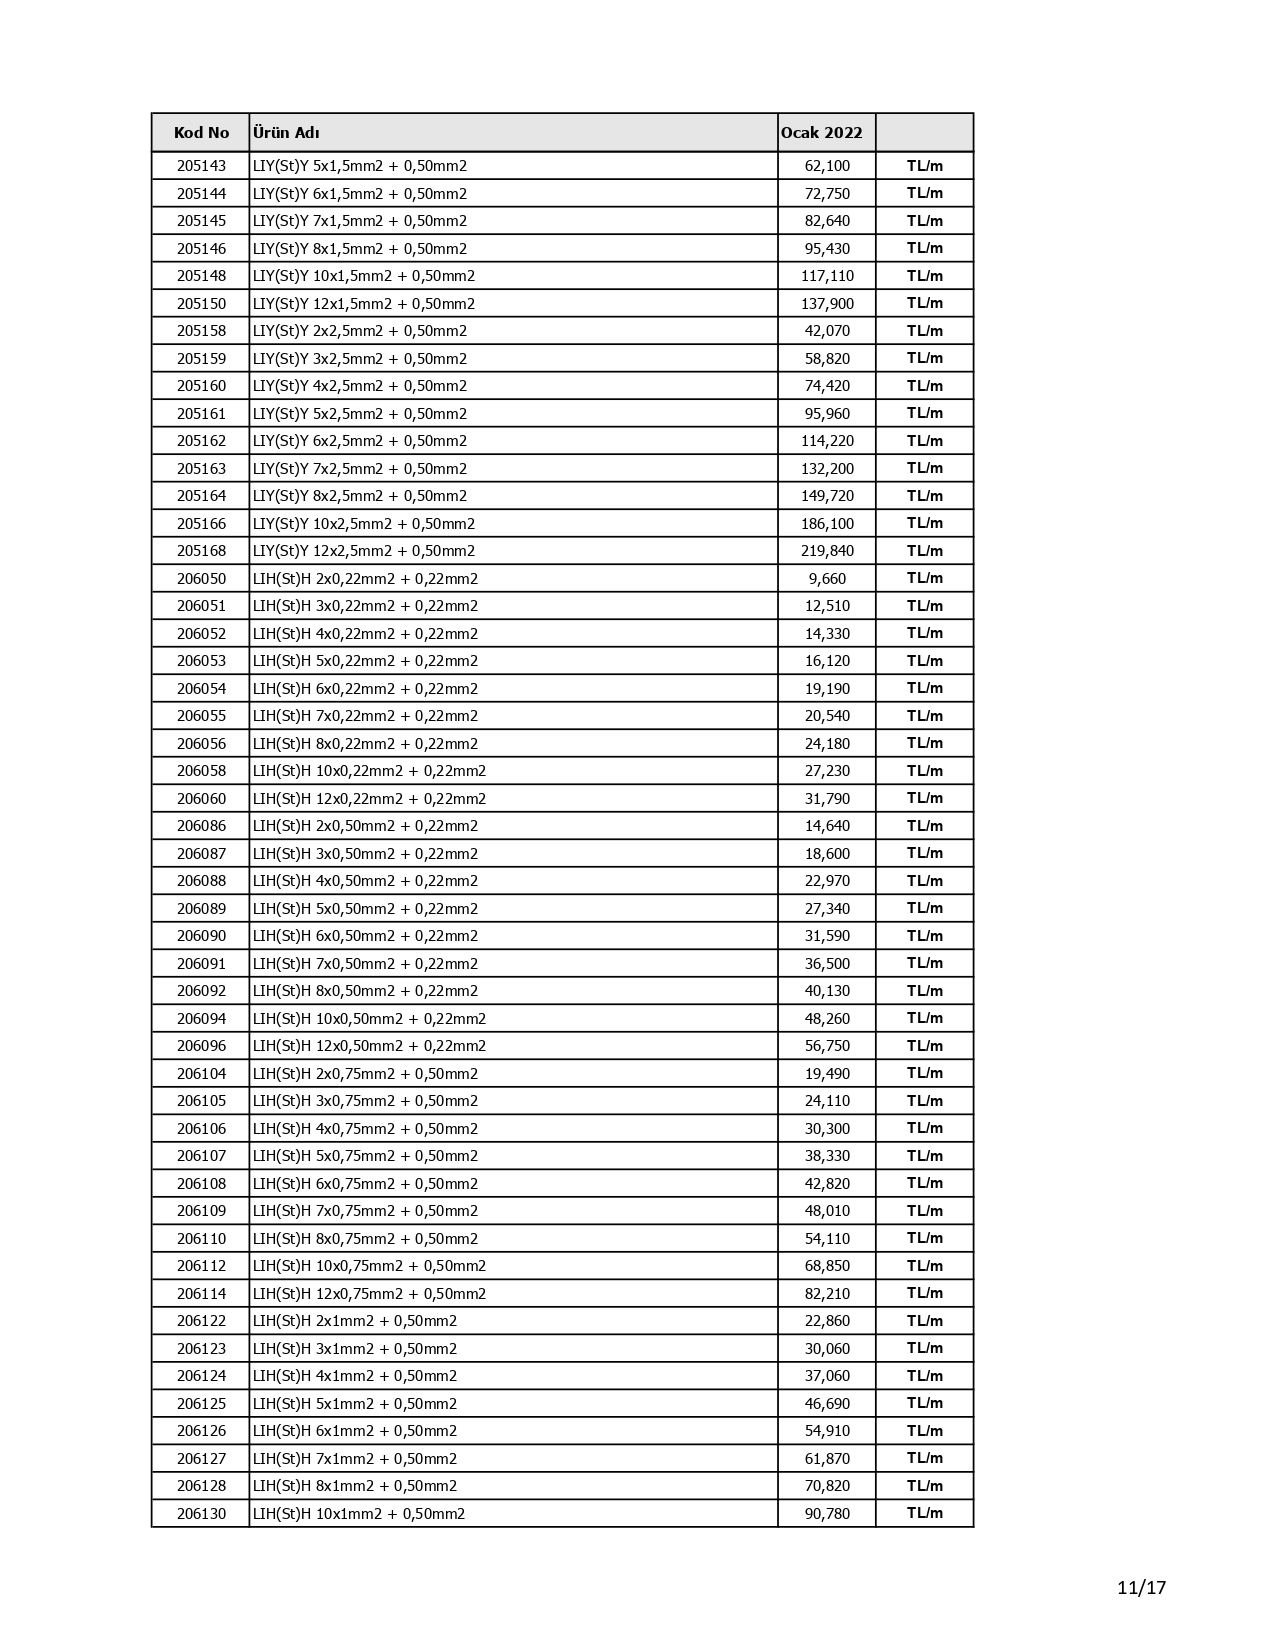 Kod No Ürün Adı Ocak 2022
205143 LIY(St)Y 5x1,5mm2 + 0,50mm2 62,100 TL/m
205144 LIY(St)Y 6x1,5mm2 + 0,50mm2 72,750 TL/m
205145 LIY(St)Y 7x1,5mm2 + 0,50mm2 82,640 TL/m
205146 LIY(St)Y 8x1,5mm2 + 0,50mm2 95,430 TL/m
205148 LIY(St)Y 10x1,5mm2 + 0,50mm2 117,110 TL/m
205150 LIY(St)Y 12x1,5mm2 + 0,50mm2 137,900 TL/m
205158 LIY(St)Y 2x2,5mm2 + 0,50mm2 42,070 TL/m
205159 LIY(St)Y 3x2,5mm2 + 0,50mm2 58,820 TL/m
205160 LIY(St)Y 4x2,5mm2 + 0,50mm2 74,420 TL/m
205161 LIY(St)Y 5x2,5mm2 + 0,50mm2 95,960 TL/m
205162 LIY(St)Y 6x2,5mm2 + 0,50mm2 114,220 TL/m
205163 LIY(St)Y 7x2,5mm2 + 0,50mm2 132,200 TL/m
205164 LIY(St)Y 8x2,5mm2 + 0,50mm2 149,720 TL/m
205166 LIY(St)Y 10x2,5mm2 + 0,50mm2 186,100 TL/m
205168 LIY(St)Y 12x2,5mm2 + 0,50mm2 219,840 TL/m
206050 LIH(St)H 2x0,22mm2 + 0,22mm2 9,660 TL/m
206051 LIH(St)H 3x0,22mm2 + 0,22mm2 12,510 TL/m
206052 LIH(St)H 4x0,22mm2 + 0,22mm2 14,330 TL/m
206053 LIH(St)H 5x0,22mm2 + 0,22mm2 16,120 TL/m
206054 LIH(St)H 6x0,22mm2 + 0,22mm2 19,190 TL/m
206055 LIH(St)H 7x0,22mm2 + 0,22mm2 20,540 TL/m
206056 LIH(St)H 8x0,22mm2 + 0,22mm2 24,180 TL/m
206058 LIH(St)H 10x0,22mm2 + 0,22mm2 27,230 TL/m
206060 LIH(St)H 12x0,22mm2 + 0,22mm2 31,790 TL/m
206086 LIH(St)H 2x0,50mm2 + 0,22mm2 14,640 TL/m
206087 LIH(St)H 3x0,50mm2 + 0,22mm2 18,600 TL/m
206088 LIH(St)H 4x0,50mm2 + 0,22mm2 22,970 TL/m
206089 LIH(St)H 5x0,50mm2 + 0,22mm2 27,340 TL/m
206090 LIH(St)H 6x0,50mm2 + 0,22mm2 31,590 TL/m
206091 LIH(St)H 7x0,50mm2 + 0,22mm2 36,500 TL/m
206092 LIH(St)H 8x0,50mm2 + 0,22mm2 40,130 TL/m
206094 LIH(St)H 10x0,50mm2 + 0,22mm2 48,260 TL/m
206096 LIH(St)H 12x0,50mm2 + 0,22mm2 56,750 TL/m
206104 LIH(St)H 2x0,75mm2 + 0,50mm2 19,490 TL/m
206105 LIH(St)H 3x0,75mm2 + 0,50mm2 24,110 TL/m
206106 LIH(St)H 4x0,75mm2 + 0,50mm2 30,300 TL/m
206107 LIH(St)H 5x0,75mm2 + 0,50mm2 38,330 TL/m
206108 LIH(St)H 6x0,75mm2 + 0,50mm2 42,820 TL/m
206109 LIH(St)H 7x0,75mm2 + 0,50mm2 48,010 TL/m
206110 LIH(St)H 8x0,75mm2 + 0,50mm2 54,110 TL/m
206112 LIH(St)H 10x0,75mm2 + 0,50mm2 68,850 TL/m
206114 LIH(St)H 12x0,75mm2 + 0,50mm2 82,210 TL/m
206122 LIH(St)H 2x1mm2 + 0,50mm2 22,860 TL/m
206123 LIH(St)H 3x1mm2 + 0,50mm2 30,060 TL/m
206124 LIH(St)H 4x1mm2 + 0,50mm2 37,060 TL/m
206125 LIH(St)H 5x1mm2 + 0,50mm2 46,690 TL/m
206126 LIH(St)H 6x1mm2 + 0,50mm2 54,910 TL/m
206127 LIH(St)H 7x1mm2 + 0,50mm2 61,870 TL/m
206128 LIH(St)H 8x1mm2 + 0,50mm2 70,820 TL/m
206130 LIH(St)H 10x1mm2 + 0,50mm2 90,780 TL/m
11/17